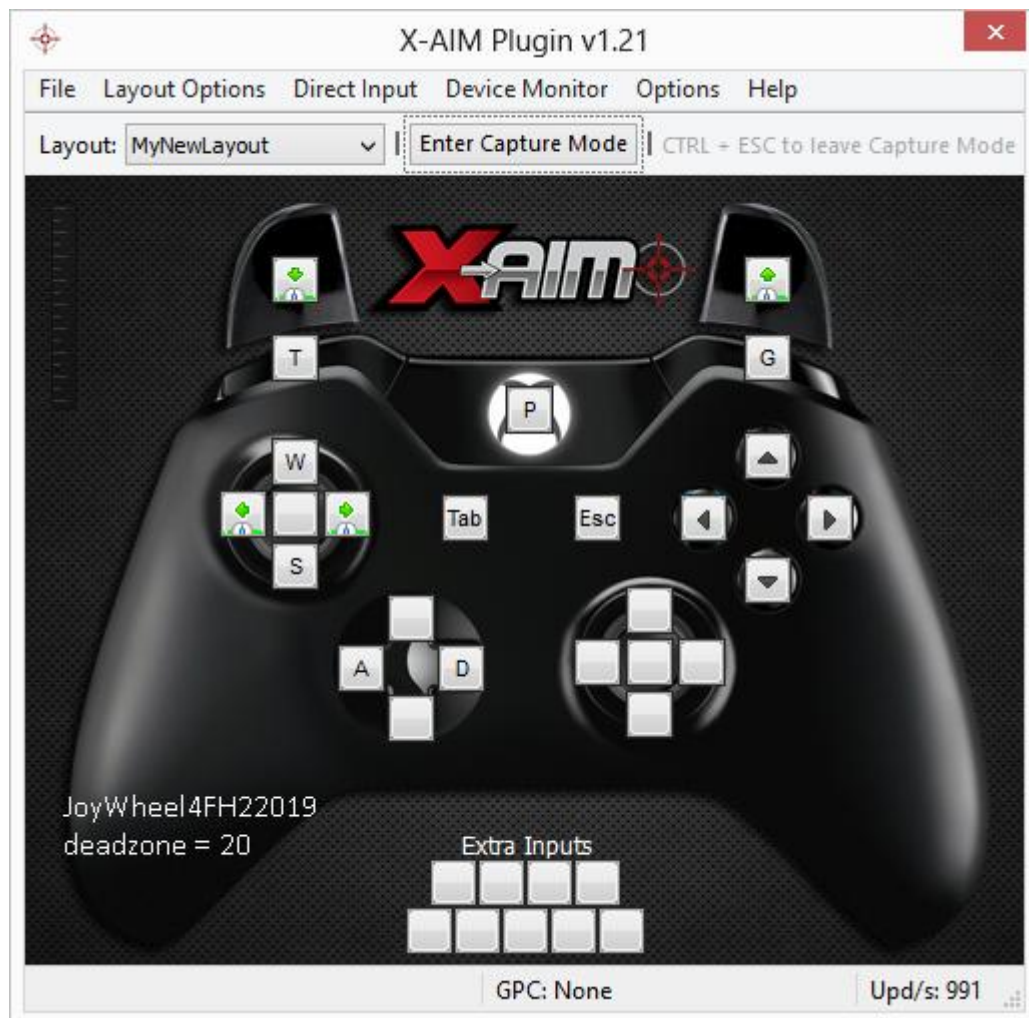 X-AIM Plugin v1.21
File Layout Options Direct Input Device Monitor Options Help
Layout: MyNewLayout Enter Capture Mode CTRL + ESC to leave Capture Mode
X-AIM
T G
P
W
Tab Esc
S
A D
JoyWheel4FH22019
deadzone = 20
Extra Inputs
GPC: None Upd/s: 991